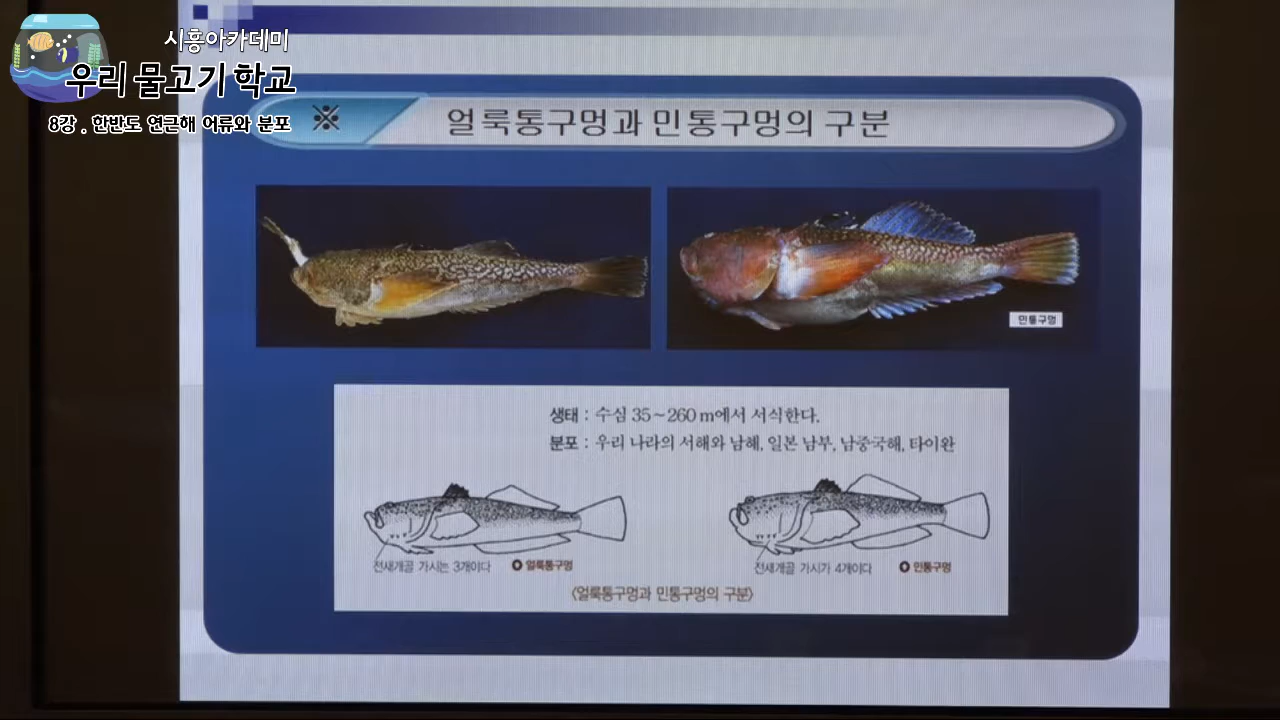 시흥아카데미
우리 물고기 학교
8강 . 한반도 연근해 어류와 분포
※ 얼룩통구멍과 민통구멍의 구분
민통구멍
생태 : 수심 35~260 m에서 서식한다.
분포 : 우리 나라의 서해와 남해, 일본 남부, 남중국해, 타이완
전새개골 가시는 3개이다
얼룩통구멍
전새개골 가시가 4개이다
민통구멍
〈얼룩통구멍과 민통구멍의 구분〉